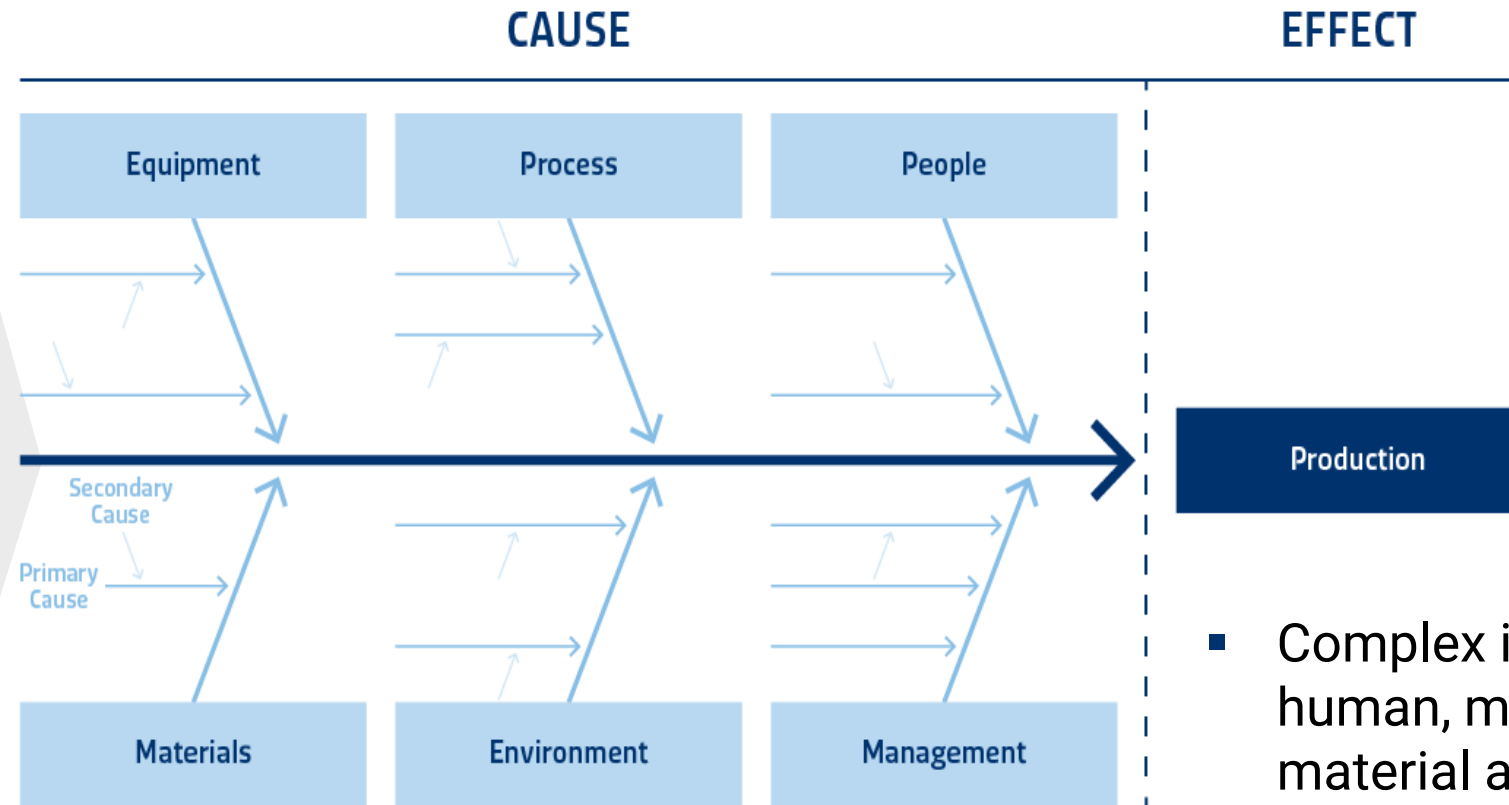 CAUSE
EFFECT
Equipment
Process
People
Production
Secondary
Cause
Primary
Cause
Complex
human,
material
Materials
Environment
Management